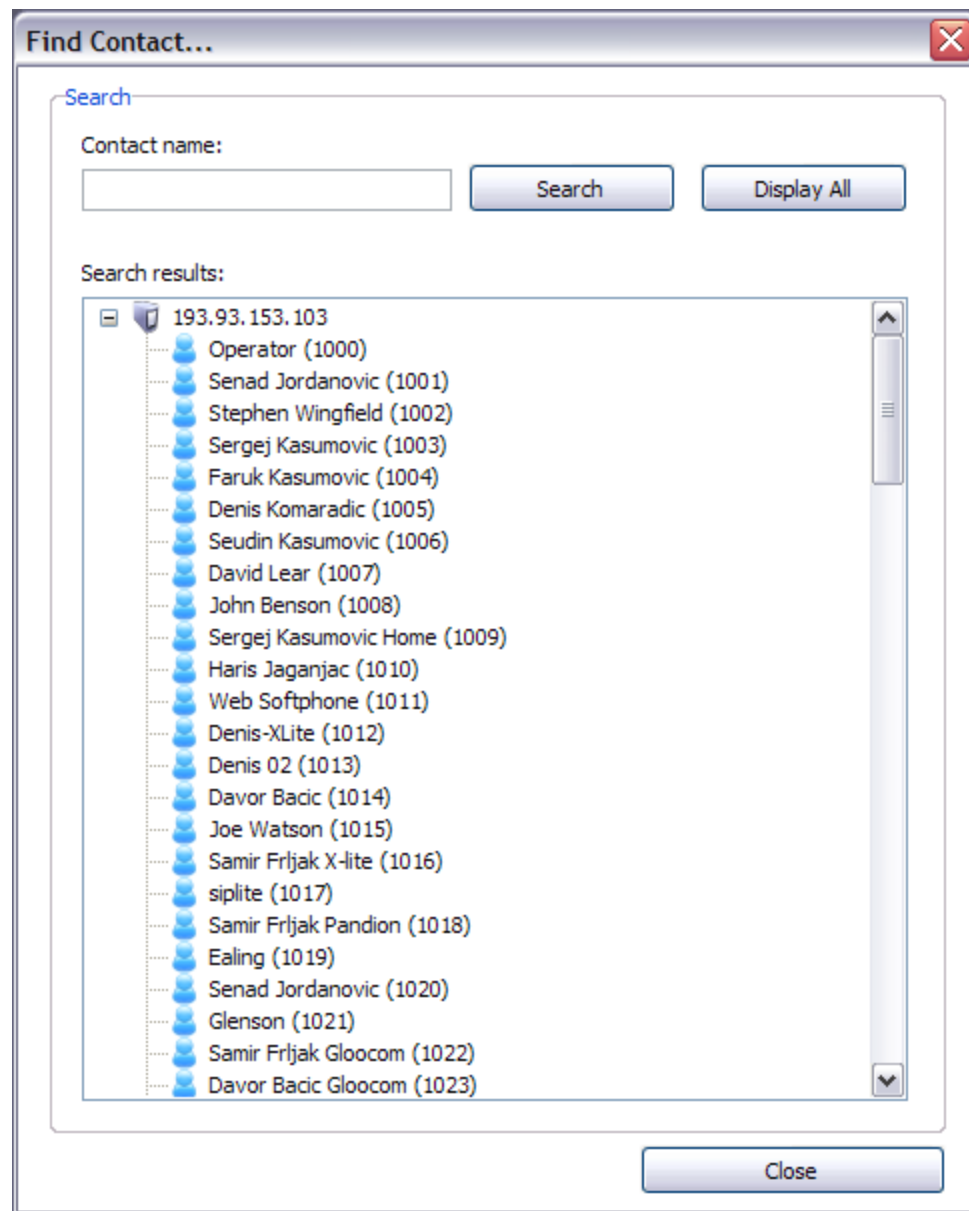 Find Contact...
Search
Contact name:
Search
Display All
Search results:
193.93.153.103
Operator (1000)
Senad Jordanovic (1001)
Stephen Wingfield (1002)
Sergej Kasumovic (1003)
Faruk Kasumovic (1004)
Denis Komaradic (1005)
Seudin Kasumovic (1006)
David Lear (1007)
John Benson (1008)
Sergej Kasumovic Home (1009)
Haris Jaganjac (1010)
Web Softphone (1011)
Denis-XLite (1012)
Denis 02 (1013)
Davor Bacic (1014)
Joe Watson (1015)
Samir Frljak X-lite (1016)
siplite (1017)
Samir Frljak Pandion (1018)
Ealing (1019)
Senad Jordanovic (1020)
Glenson (1021)
Samir Frljak Gloocom (1022)
Davor Bacic Gloocom (1023)
Close